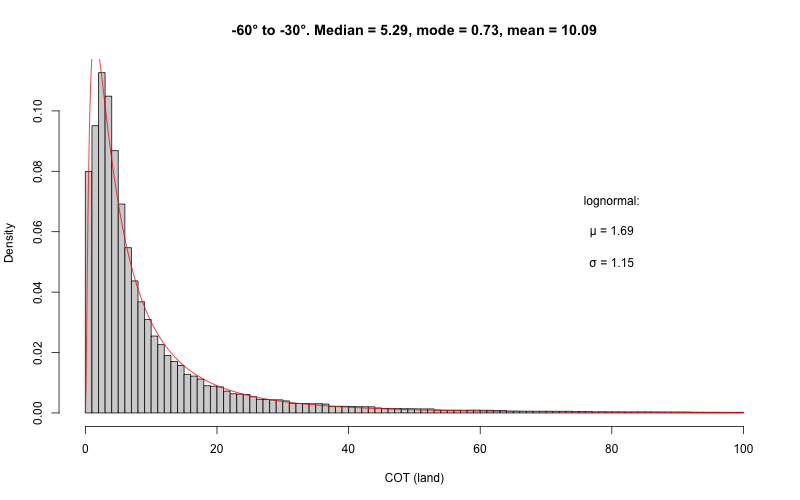 -60° to -30°. Median = 5.29, mode = 0.73, mean = 10.09
Density
0.10
0.08
0.06
0.04
0.02
0.00
lognormal:
μ = 1.69
σ = 1.15
0 20 40 60 80 100
COT (land)